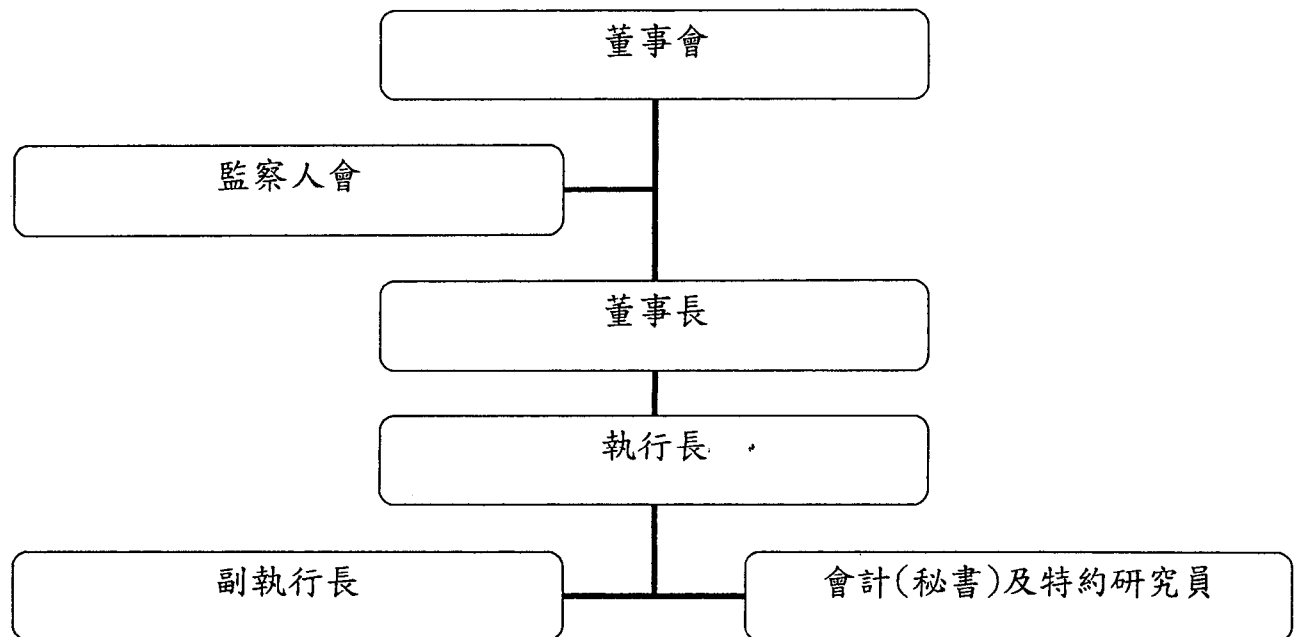 董事會
監察人會
董事長
執行長
副執行長
會計(秘書)及特約研究員